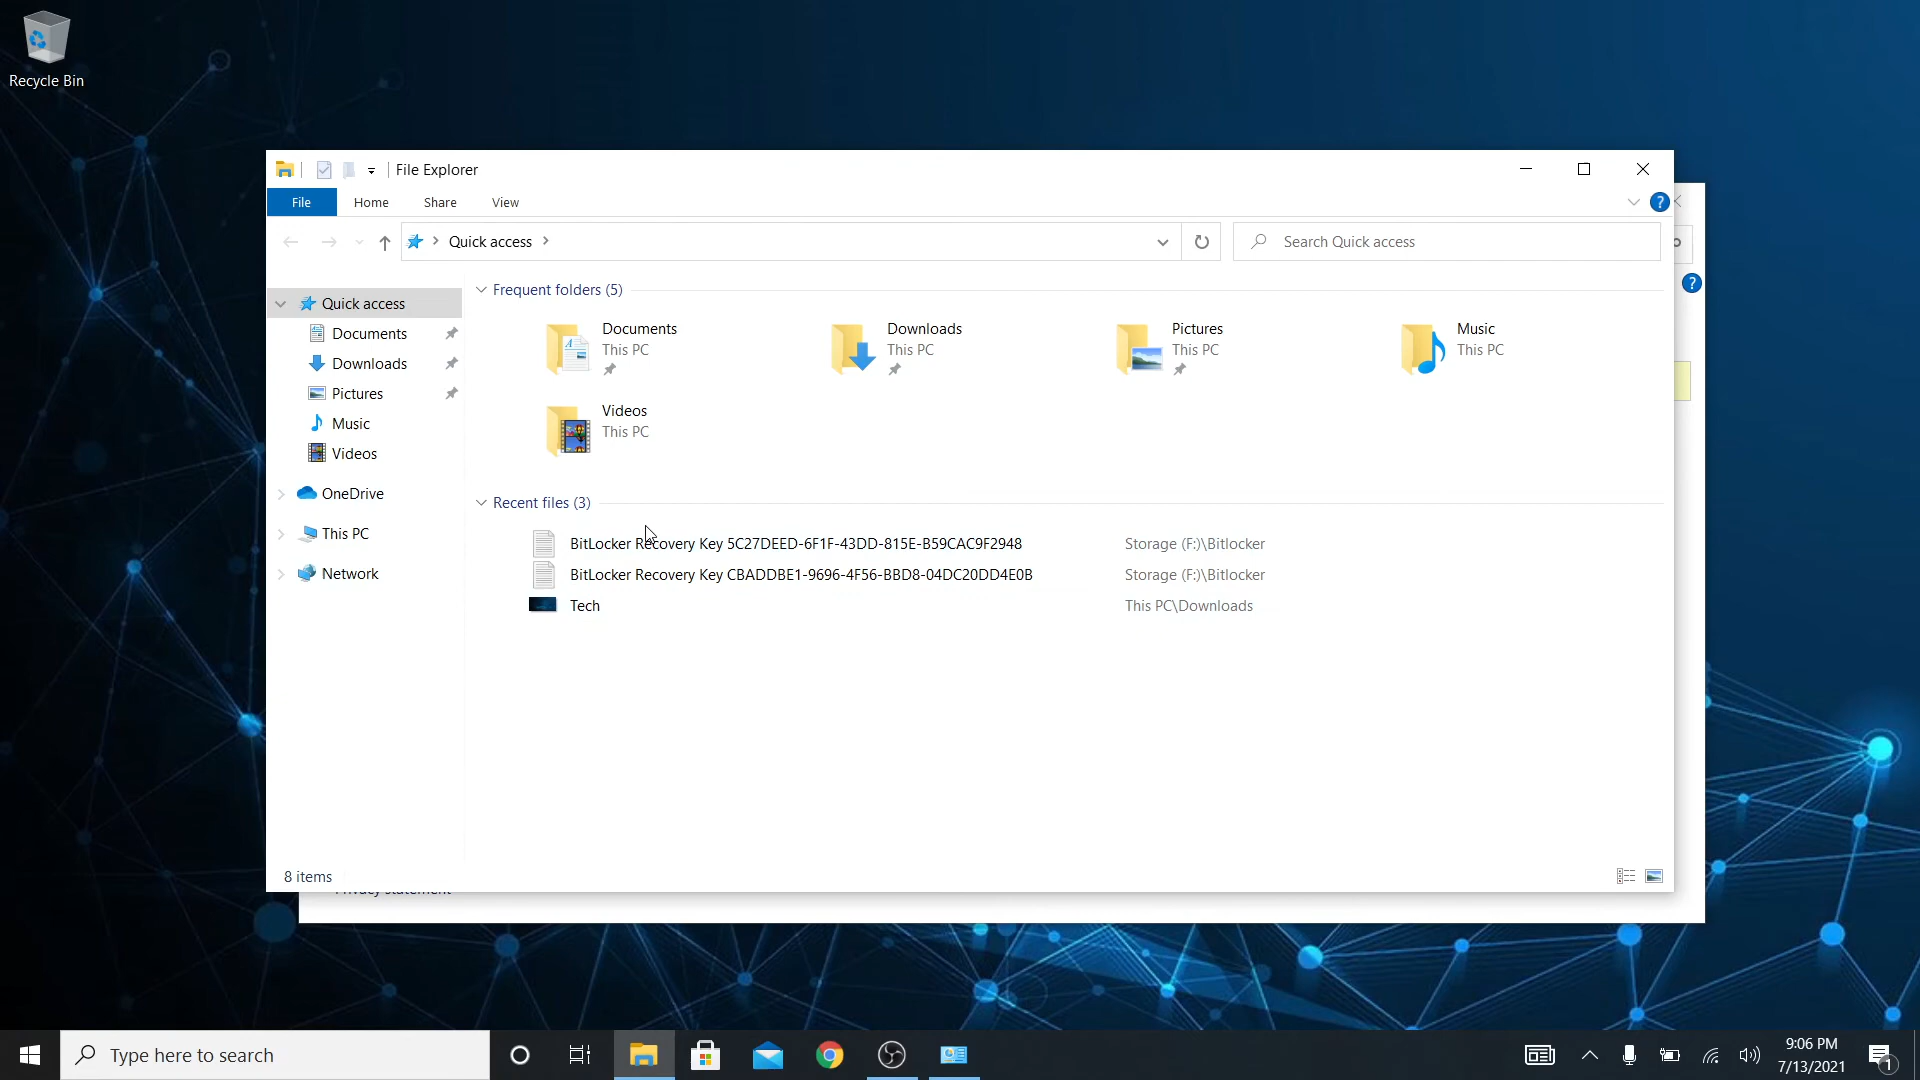 Recycle Bin
File Explorer
File Home Share View
Quick access
Search Quick access
Quick access
Documents
Downloads
Pictures
Music
Videos
OneDrive
This PC
Network
Frequent folders (5)
Documents
This PC
Downloads
This PC
Pictures
This PC
Music
This PC
Videos
This PC
Recent files (3)
BitLocker Recovery Key 5C27DEED-6F1F-43DD-815E-B59CAC9F2948 Storage (F:)\Bitlocker
BitLocker Recovery Key CBADDBE1-9696-4F56-BBD8-04DC20DD4E0B Storage (F:)\Bitlocker
Tech This PC\Downloads
8 items
Privacy statement
Type here to search
9:06 PM
7/13/2021
1